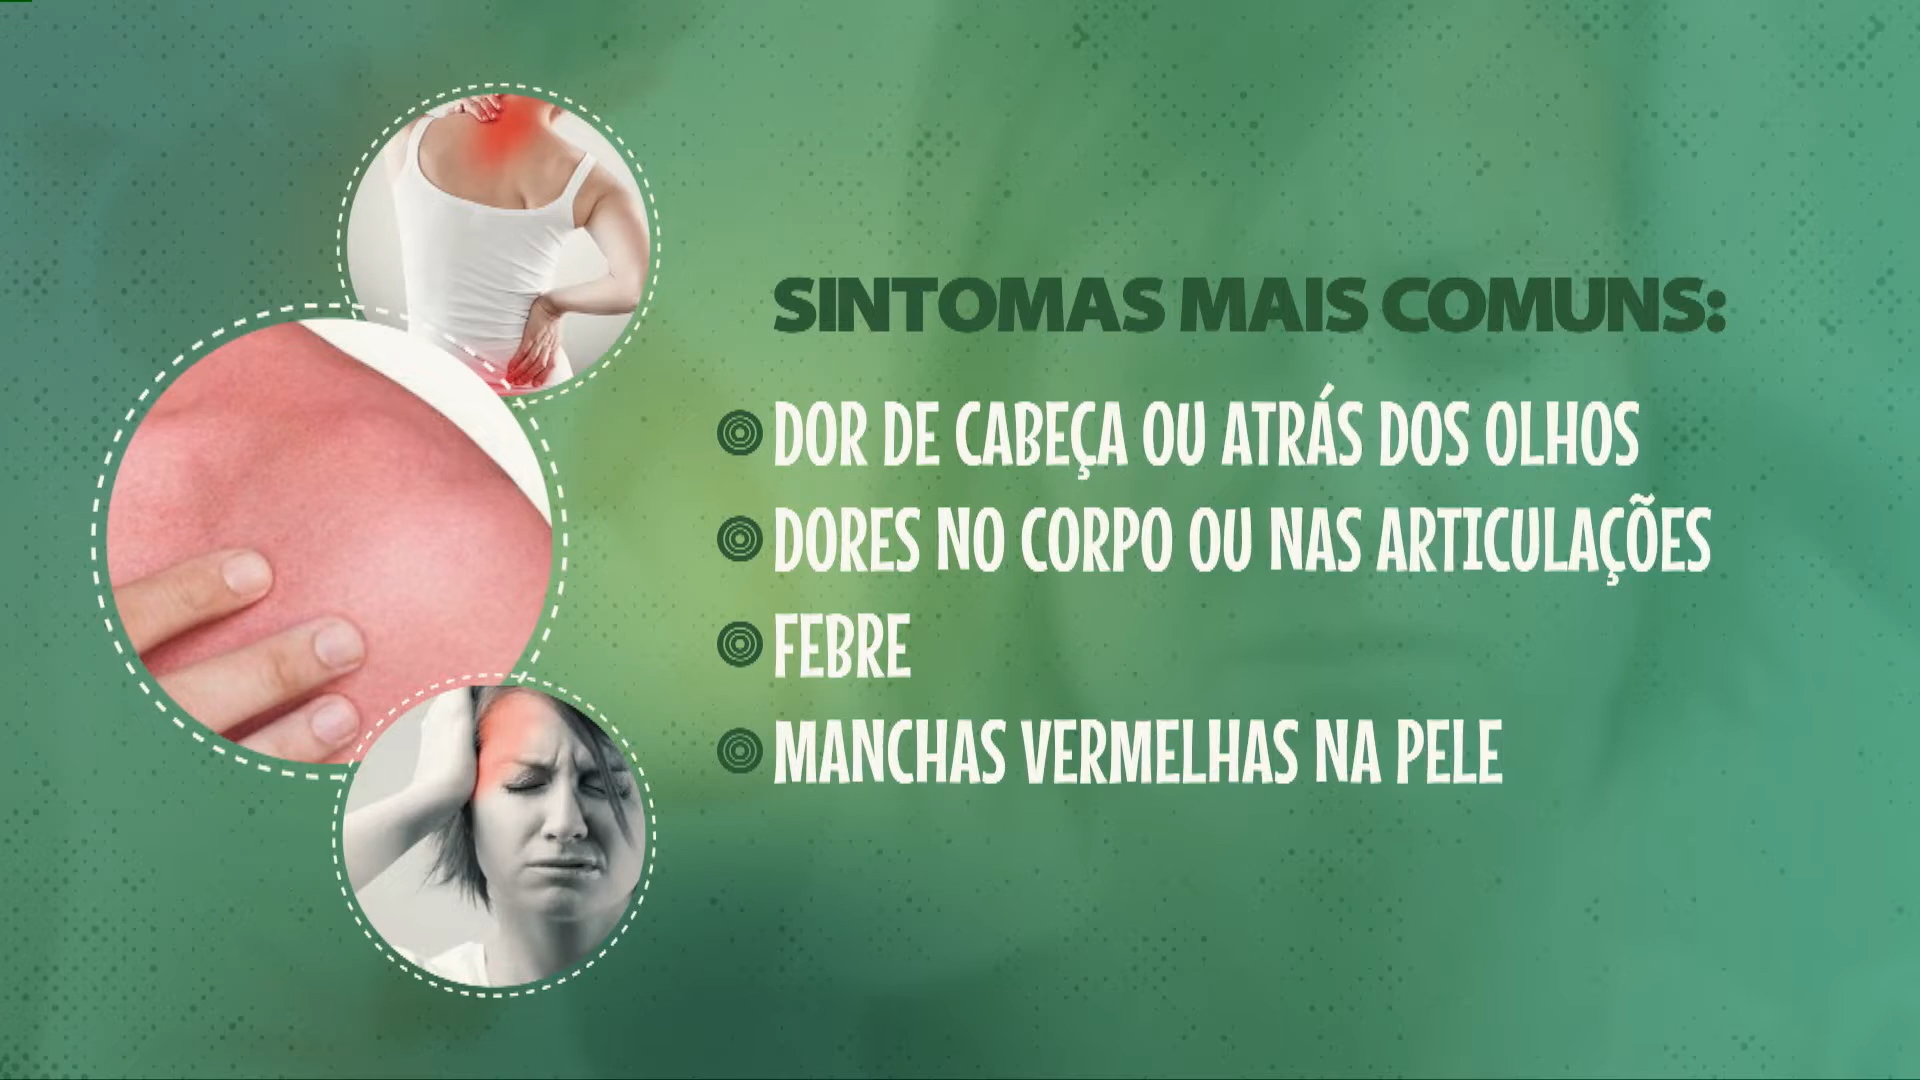 SINTOMAS MAIS COMUNS:
DOR DE CABEÇA OU ATRÁS DOS OLHOS
DORES NO CORPO OU NAS ARTICULAÇÕES
FEBRE
MANCHAS VERMELHAS NA PELE